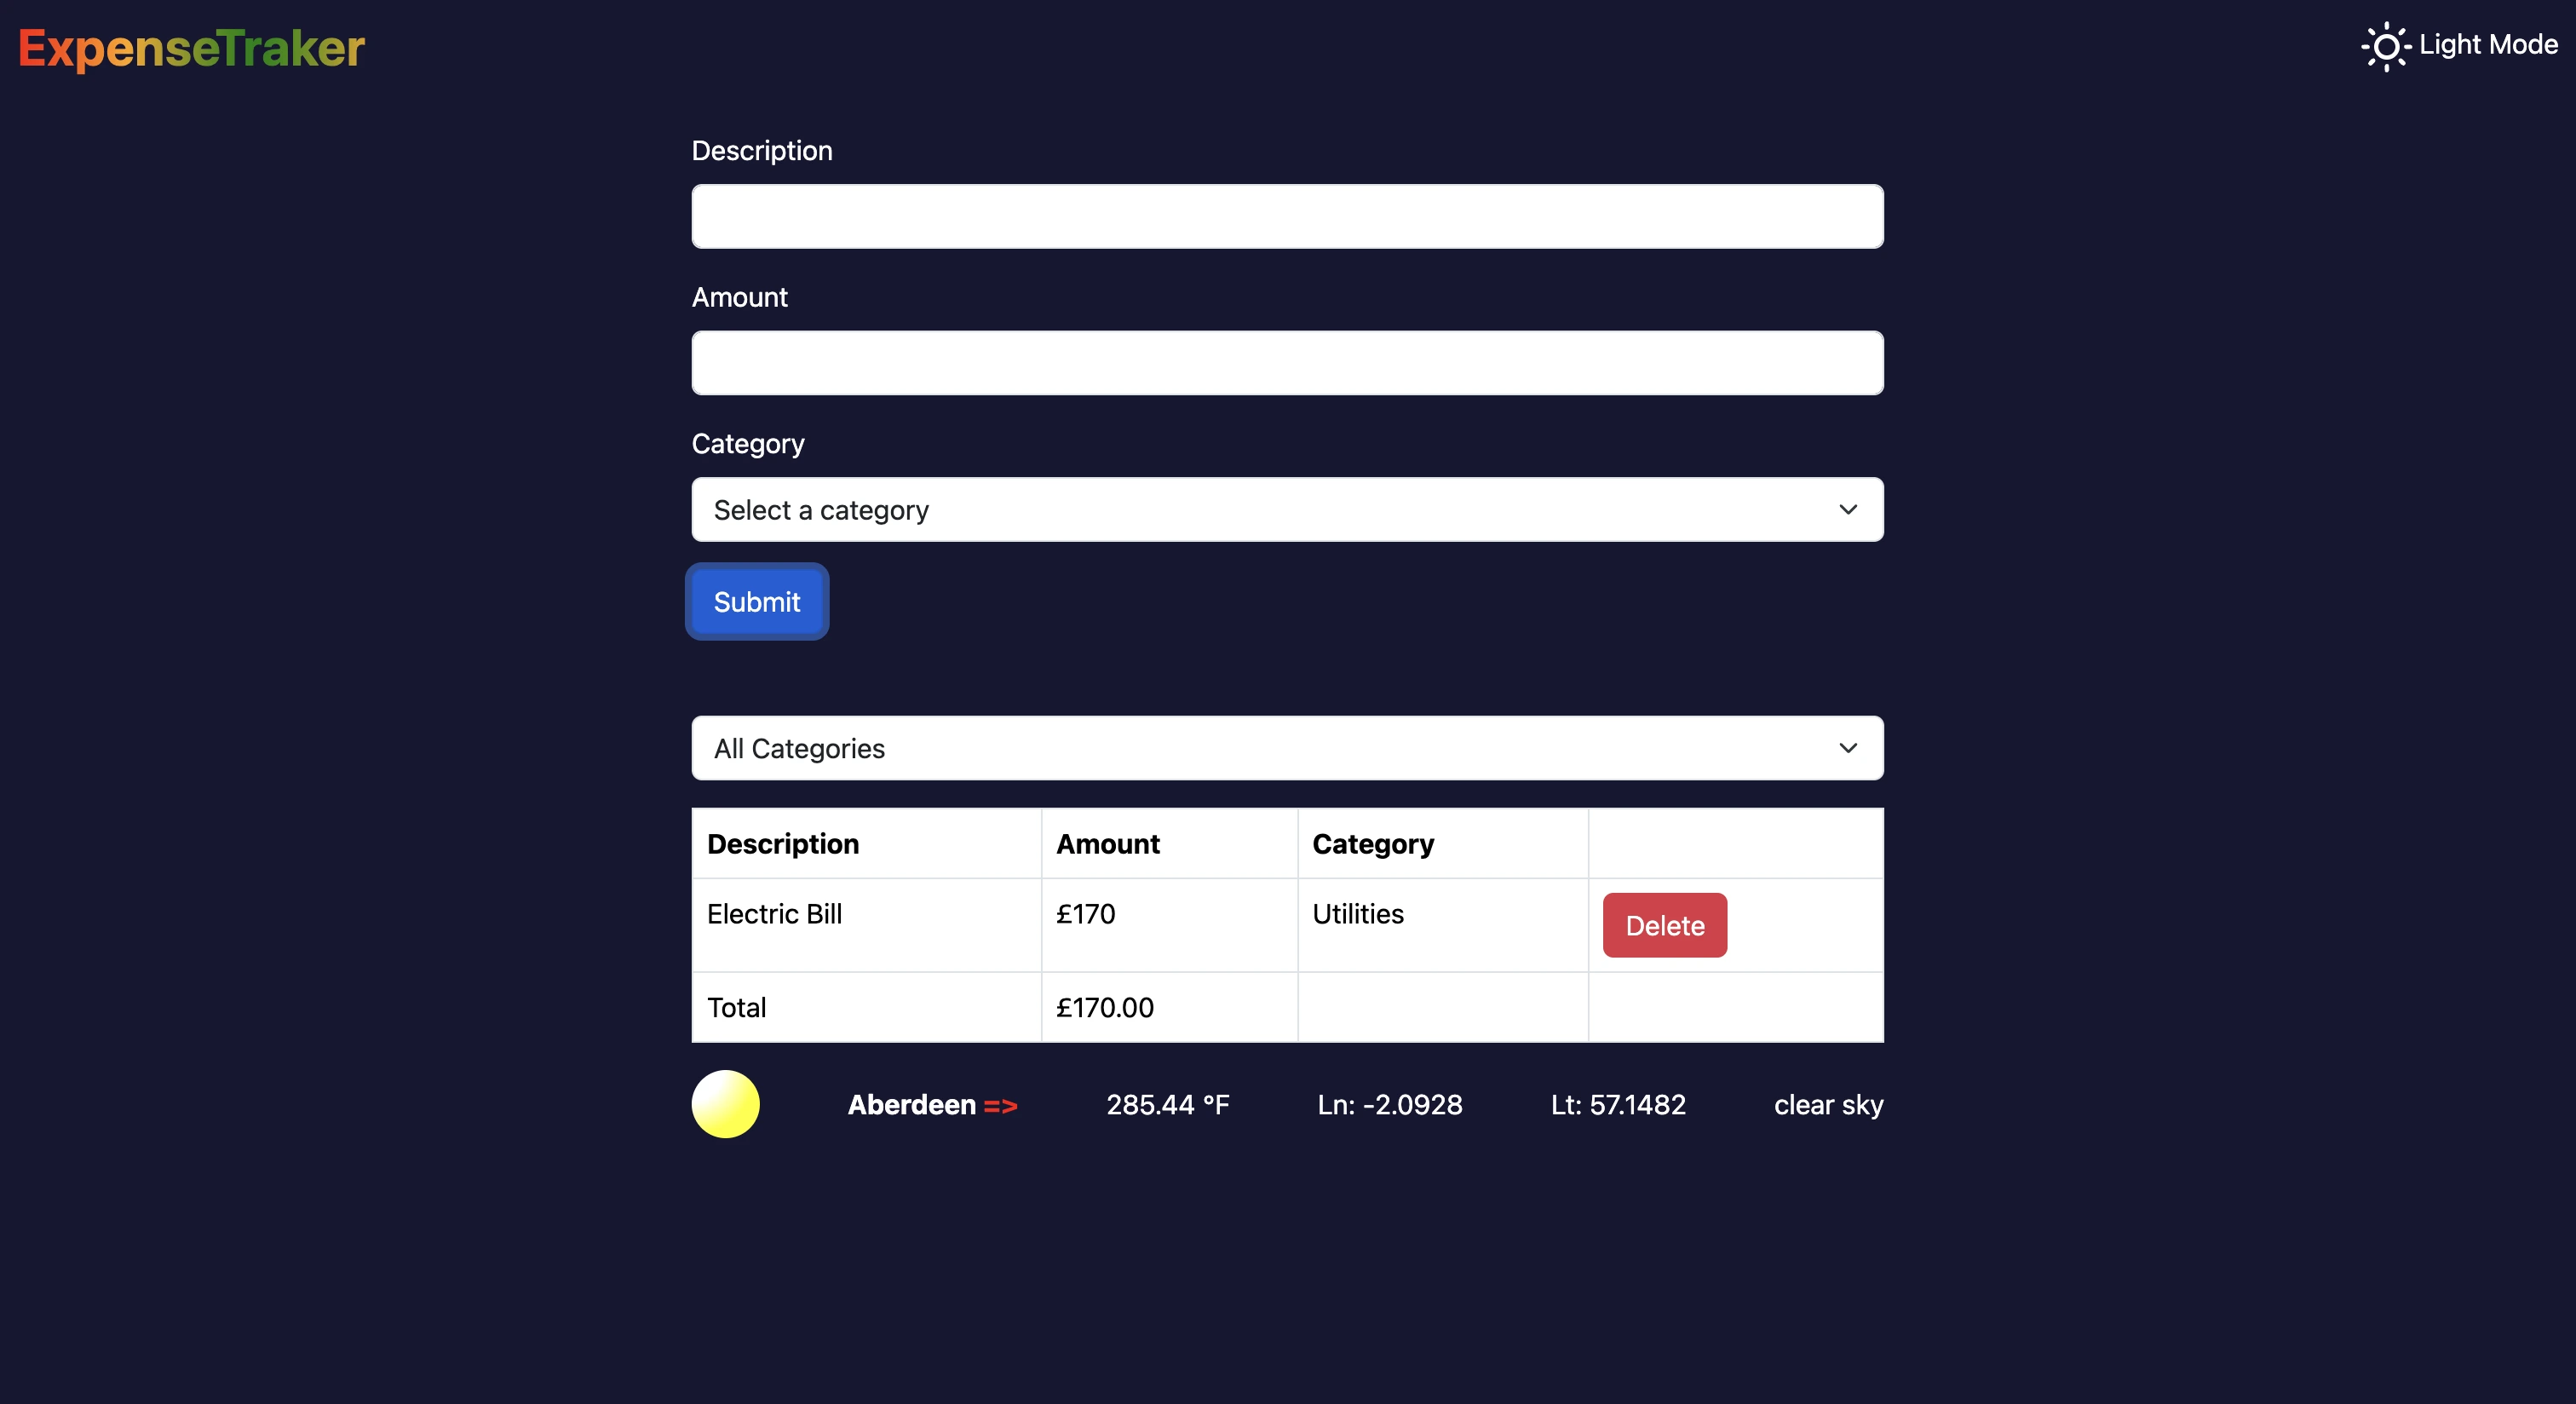 ExpenseTraker
Light Mode
Description
Amount
Category
Select a category
Submit
All Categories
Description Amount Category
Electric Bill £170 Utilities Delete
Total £170.00
Aberdeen => 285.44 °F Ln: -2.0928 Lt: 57.1482 clear sky